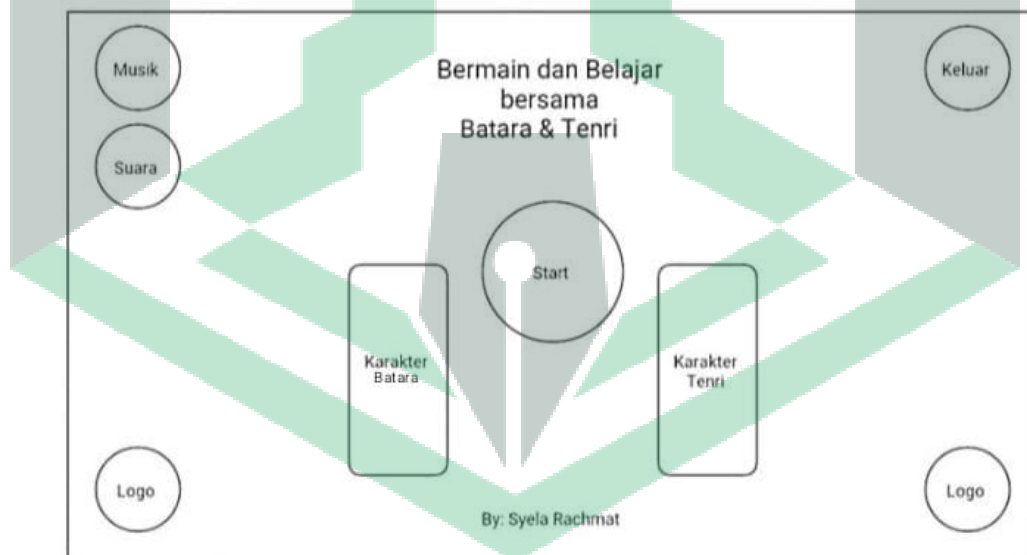 Musik
Bermain dan Belajar
bersama
Batara & Tenri
Keluar
Suara
Start
Karakter
Batara
Karakter
Tenri
Logo
Logo
By: Syela Rachmat